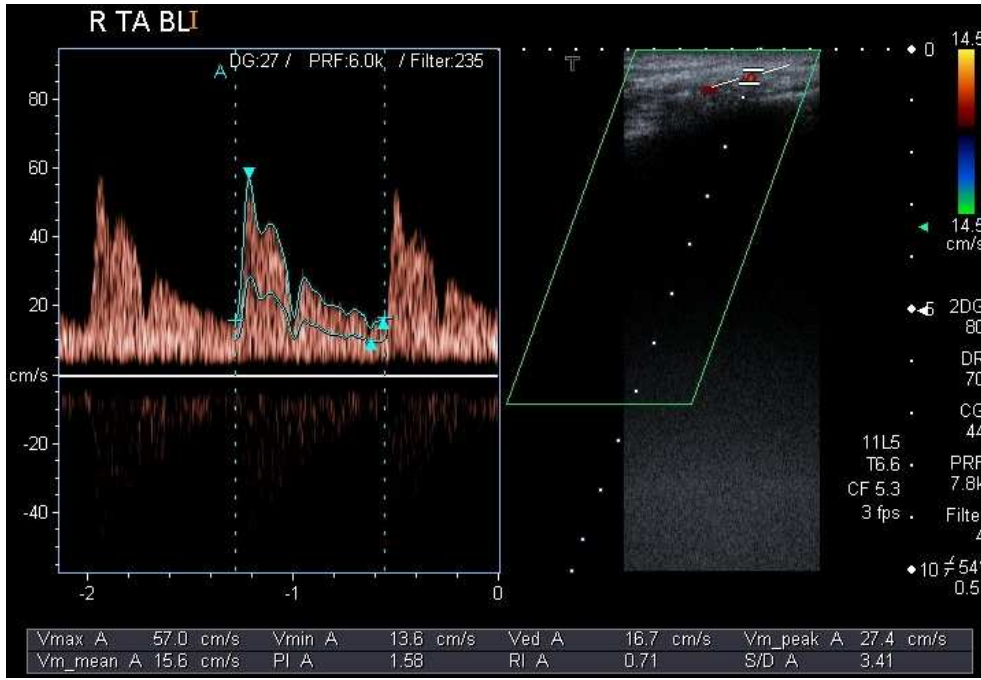 R TA BLI
A DG:27 / PRF:6.0k / Filter:235
80
60
40
20
cm/s
-20
-40
-2 -1 0
T
0
5
10
14.5
14.5
cm/s
2DG
80
DR
70
CG
44
PRF
7.8k
Filte
4
54°
0.5
11L5
T6.6
CF 5.3
3 fps
Vmax A 57.0 cm/s Vmin A 13.6 cm/s Ved A 16.7 cm/s Vm_peak A 27.4 cm/s
Vm_mean A 15.6 cm/s PI A 1.58 RI A 0.71 S/D A 3.41